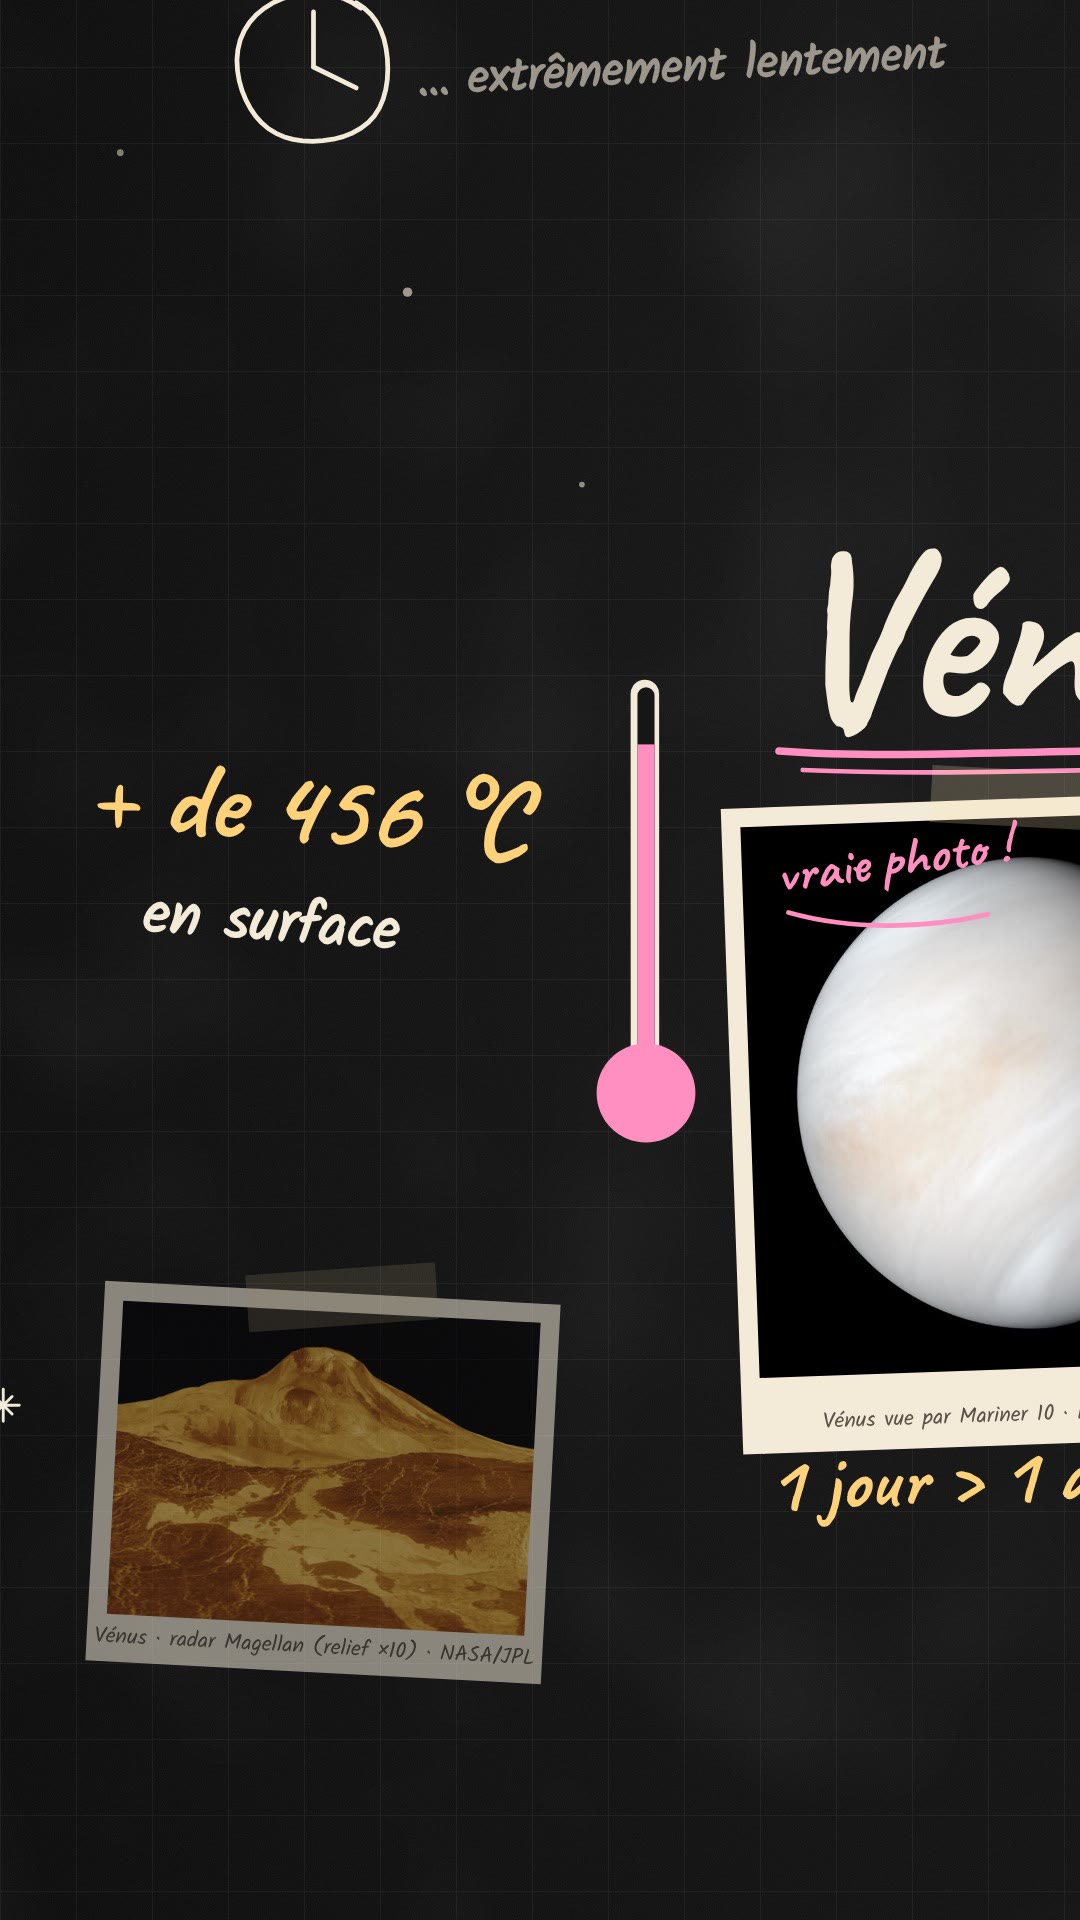 ... extrêmement lentement
Vén
+ de 456 °C
en surface
vraie photo !
Vénus vue par Mariner 10 ·
1 jour > 1
Vénus · radar Magellan (relief ×10) · NASA/JPL